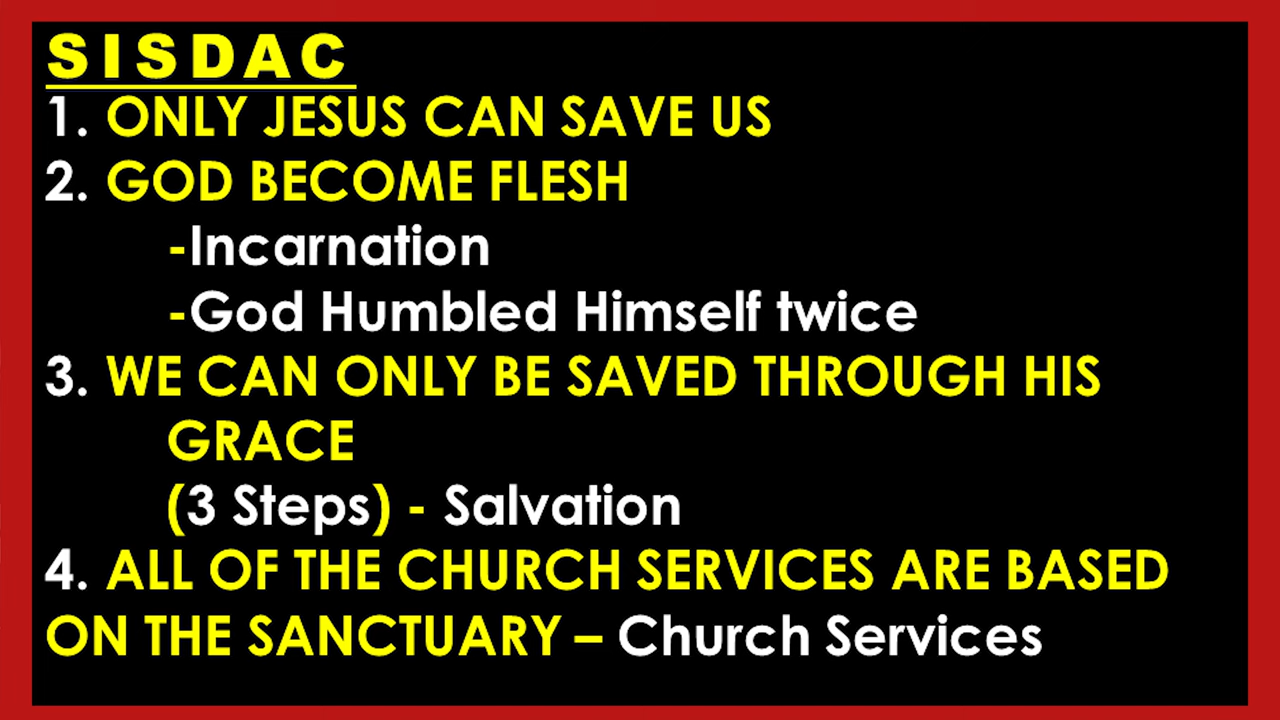 SISDAC
1. ONLY JESUS CAN SAVE US
2. GOD BECOME FLESH
-Incarnation
-God Humbled Himself twice
3. WE CAN ONLY BE SAVED THROUGH HIS
GRACE
(3 Steps) - Salvation
4. ALL OF THE CHURCH SERVICES ARE BASED
ON THE SANCTUARY – Church Services